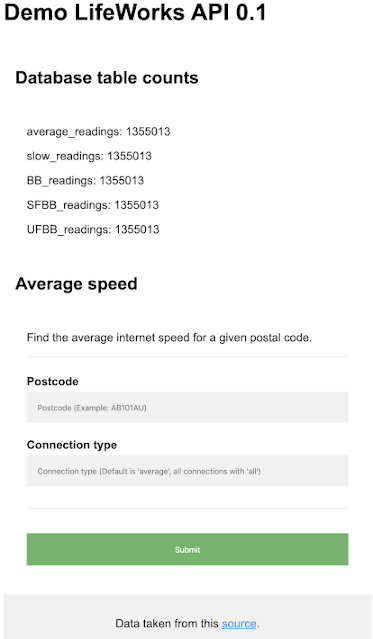 Demo LifeWorks API 0.1
Database table counts
average_readings: 1355013
slow_readings: 1355013
BB_readings: 1355013
SFBB_readings: 1355013
UFBB_readings: 1355013
Average speed
Find the average internet speed for a given postal code.
Postcode
Postcode (Example: AB101AU)
Connection type
Connection type (Default is 'average', all connections with 'all')
Submit
Data taken from this source.